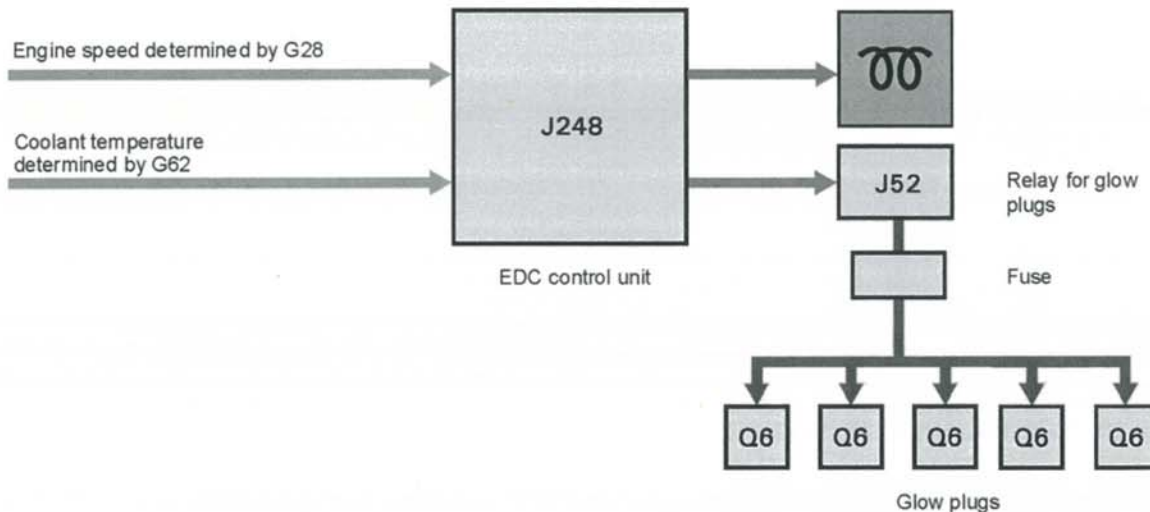 Engine speed determined by G28
Coolant temperature
determined by G62
J248
EDC control unit
J52
Relay for glow
plugs
Fuse
Q6
Q6
Q6
Q6
Q6
Glow plugs